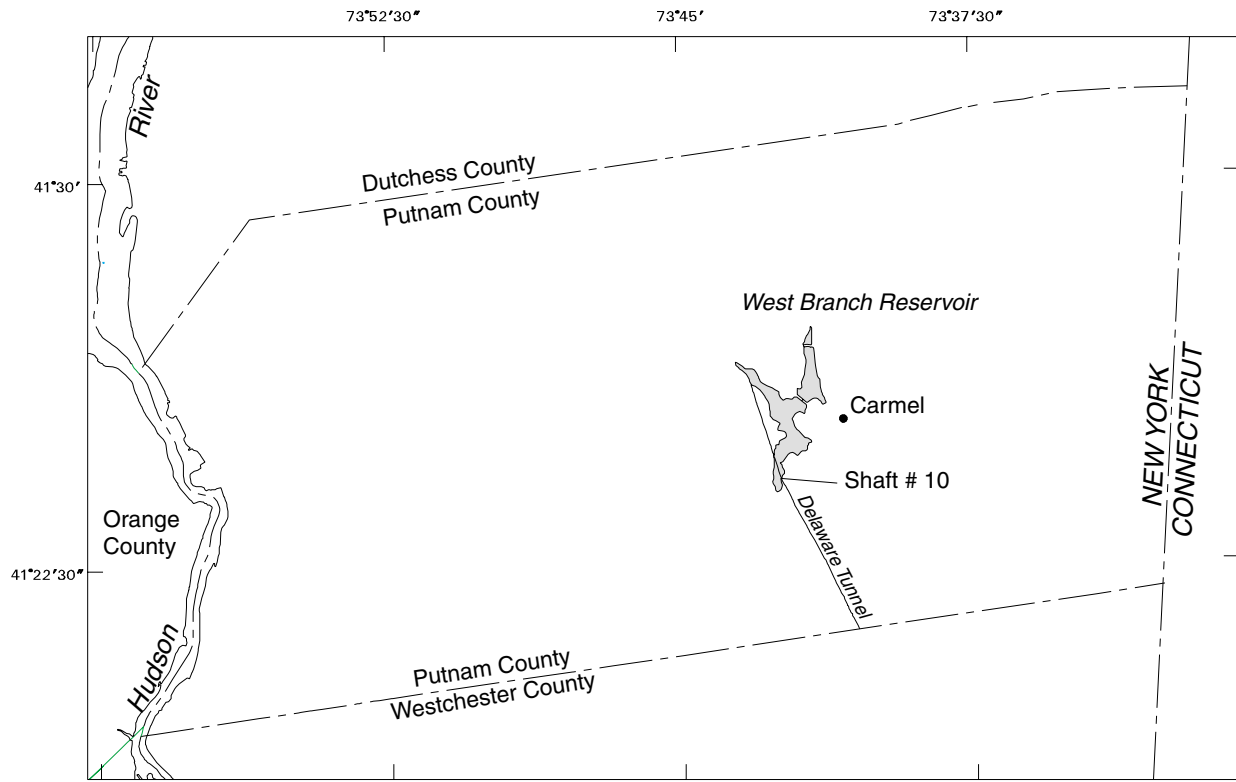 73°52'30"
73°45'
73°37'30"
River
41°30'
Dutchess County
Putnam County
West Branch Reservoir
Carmel
NEW YORK
CONNECTICUT
Shaft # 10
Orange
County
Delaware Tunnel
41°22'30"
Hudson
Putnam County
Westchester County